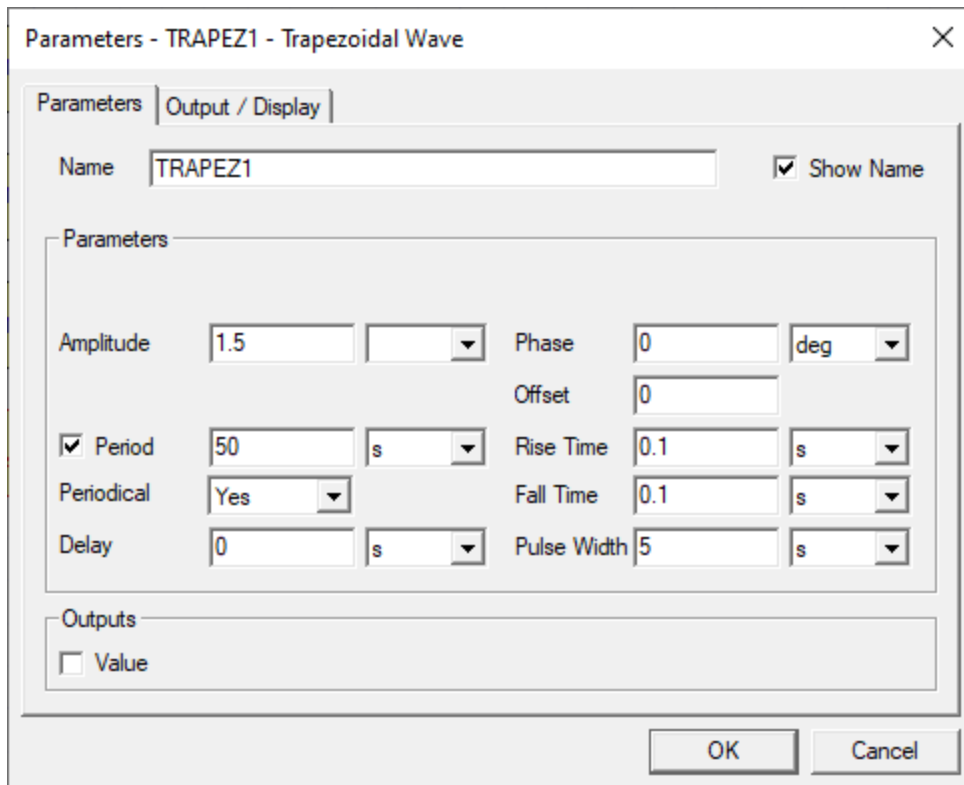 Parameters - TRAPEZ1 - Trapezoidal Wave
Parameters Output / Display
Name TRAPEZ1 Show Name
Parameters
Amplitude 1.5 Phase 0 deg
Offset 0
Period 50 s Rise Time 0.1 s
Periodical Yes Fall Time 0.1 s
Delay 0 s Pulse Width 5 s
Outputs
Value
OK Cancel